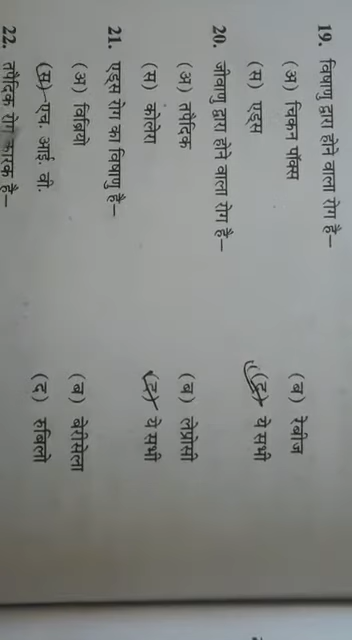 19. विषाणु द्वारा होने वाला रोग है–
(अ) चिकन पॉक्स (ब) रेबीज
(स) एड्स (द) ये सभी
20. जीवाणु द्वारा होने वाला रोग है–
(अ) तपैदिक (ब) लेप्रोसी
(स) कोलेरा (द) ये सभी
21. एड्स रोग का विषाणु है–
(अ) विब्रियो (ब) वेरीसेला
(स) एच. आई. वी. (द) रुबिलो
22. तपैदिक रोग कारक है–